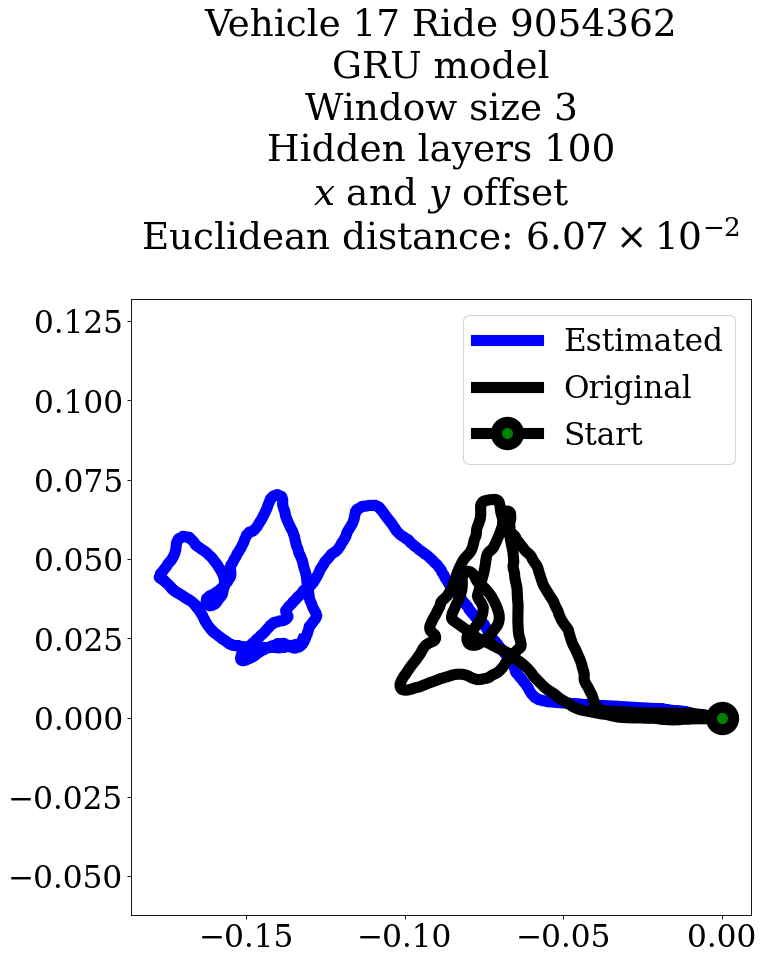 Vehicle 17 Ride 9054362
GRU model
Window size 3
Hidden layers 100
x and y offset
Euclidean distance: 6.07 × 10⁻²
Estimated
Original
Start
0.125
0.100
0.075
0.050
0.025
0.000
−0.025
−0.050
−0.15 −0.10 −0.05 0.00